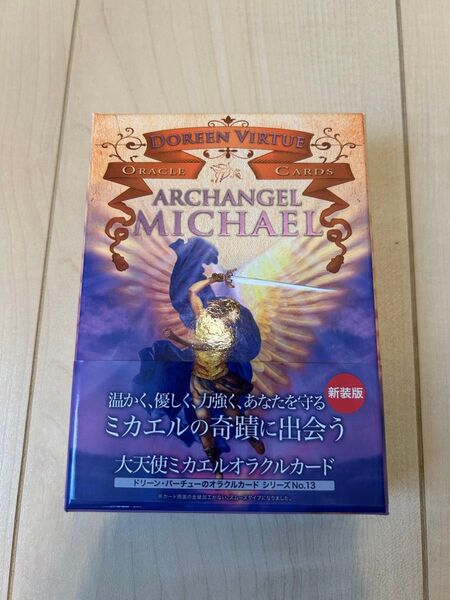 DOREEN VIRTUE
ORACLE CARDS
ARCHANGEL
MICHAEL
温かく、優しく、力強く、あなたを守る
新装版
ミカエルの奇蹟に出会う
大天使ミカエルオラクルカード
ドリーン・バーチューのオラクルカード シリーズNo.13